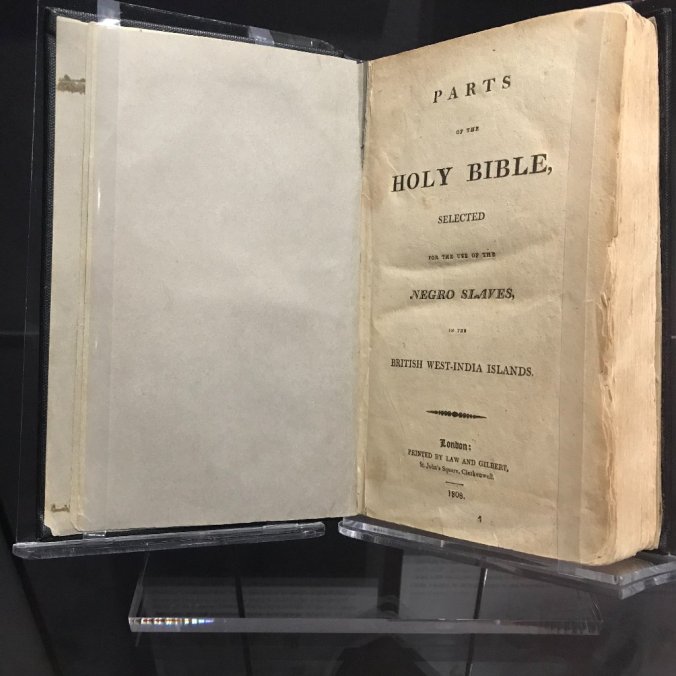 PARTS
OF THE
HOLY BIBLE,
SELECTED
FOR THE USE OF THE
NEGRO SLAVES,
IN THE
BRITISH WEST-INDIA ISLANDS.
London:
PRINTED BY LAW AND GILBERT,
St. John's Square, Clerkenwell.
1808.